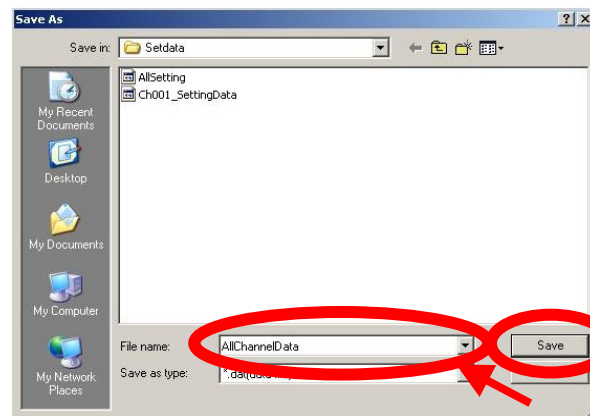 Save As
Save in:
Setdata
AllSetting
Ch001_SettingData
My Recent
Documents
Desktop
My Documents
My Computer
My Network
Places
File name:
AllChannelData
Save
Save as type: